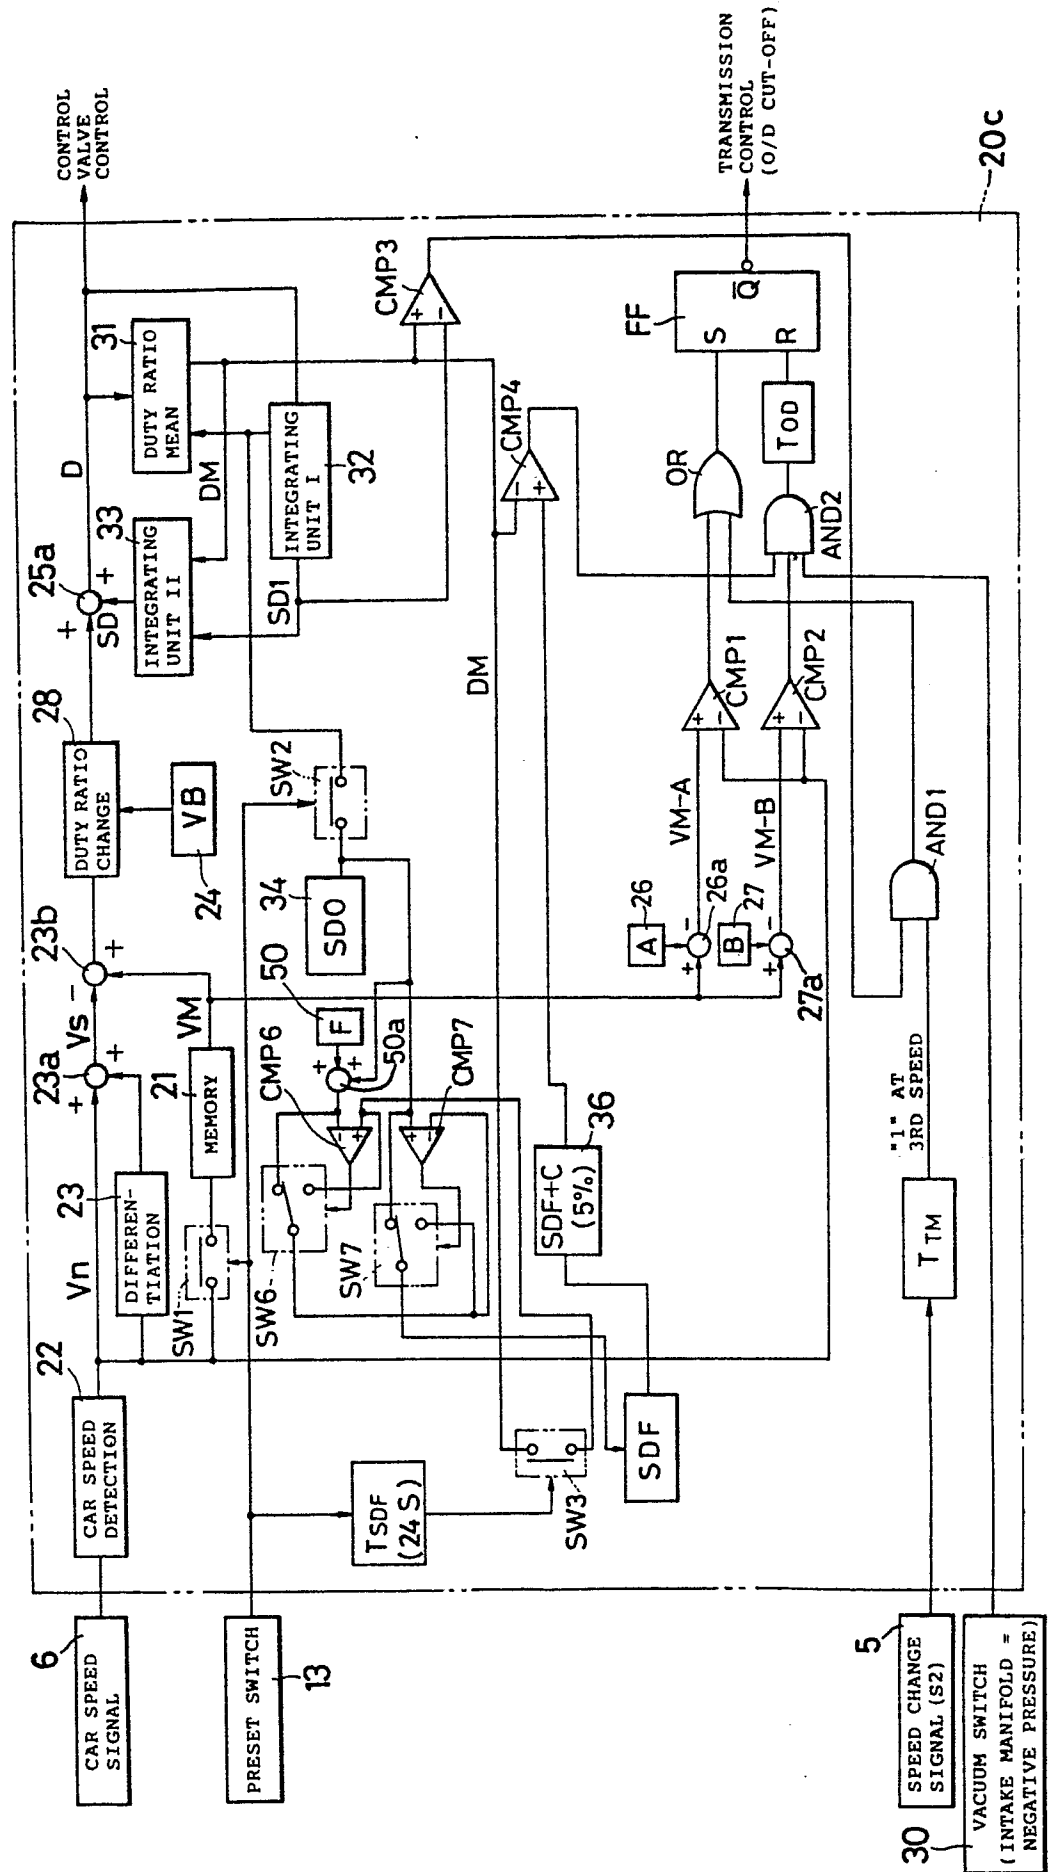 6
CAR SPEED
SIGNAL
PRESET SWITCH
13
5
SPEED CHANGE
SIGNAL (S2)
30
VACUUM SWITCH
(INTAKE MANIFOLD =
NEGATIVE PRESSURE)
22
CAR SPEED
DETECTION
Vn
23
DIFFEREN-
TIATION
SW1
21
MEMORY
VM
23a
+
+
Vs
-
23b
+
28
DUTY RATIO
CHANGE
VB
24
25a
+
+
SD
33
INTEGRATING
UNIT II
D
DM
31
DUTY RATIO
MEAN
SD1
INTEGRATING
UNIT I
32
CONTROL
VALVE
CONTROL
TSDF
(24 S)
SW3
SW2
34
SD0
50
F
+
+
50a
CMP6
-
+
SW6
CMP7
+
-
SW7
SDF
SDF+C
(5%)
36
DM
CMP4
-
+
CMP3
+
-
26
A
+
-
26a
VM-A
27
B
+
-
27a
VM-B
+
-
CMP1
+
-
CMP2
OR
AND2
TOD
FF
S
R
Q
TRANSMISSION
CONTROL
(O/D CUT-OFF)
TTM
"1" AT
3RD SPEED
AND1
20c